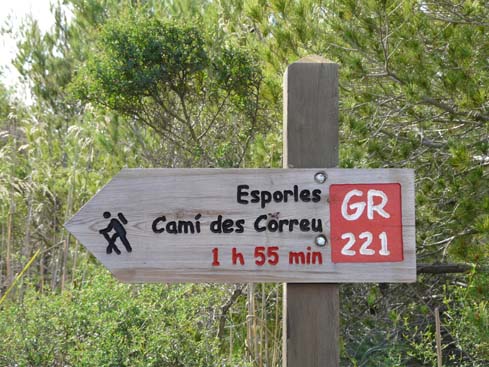 Esporles
Camí des Correu
1 h 55 min
GR
221